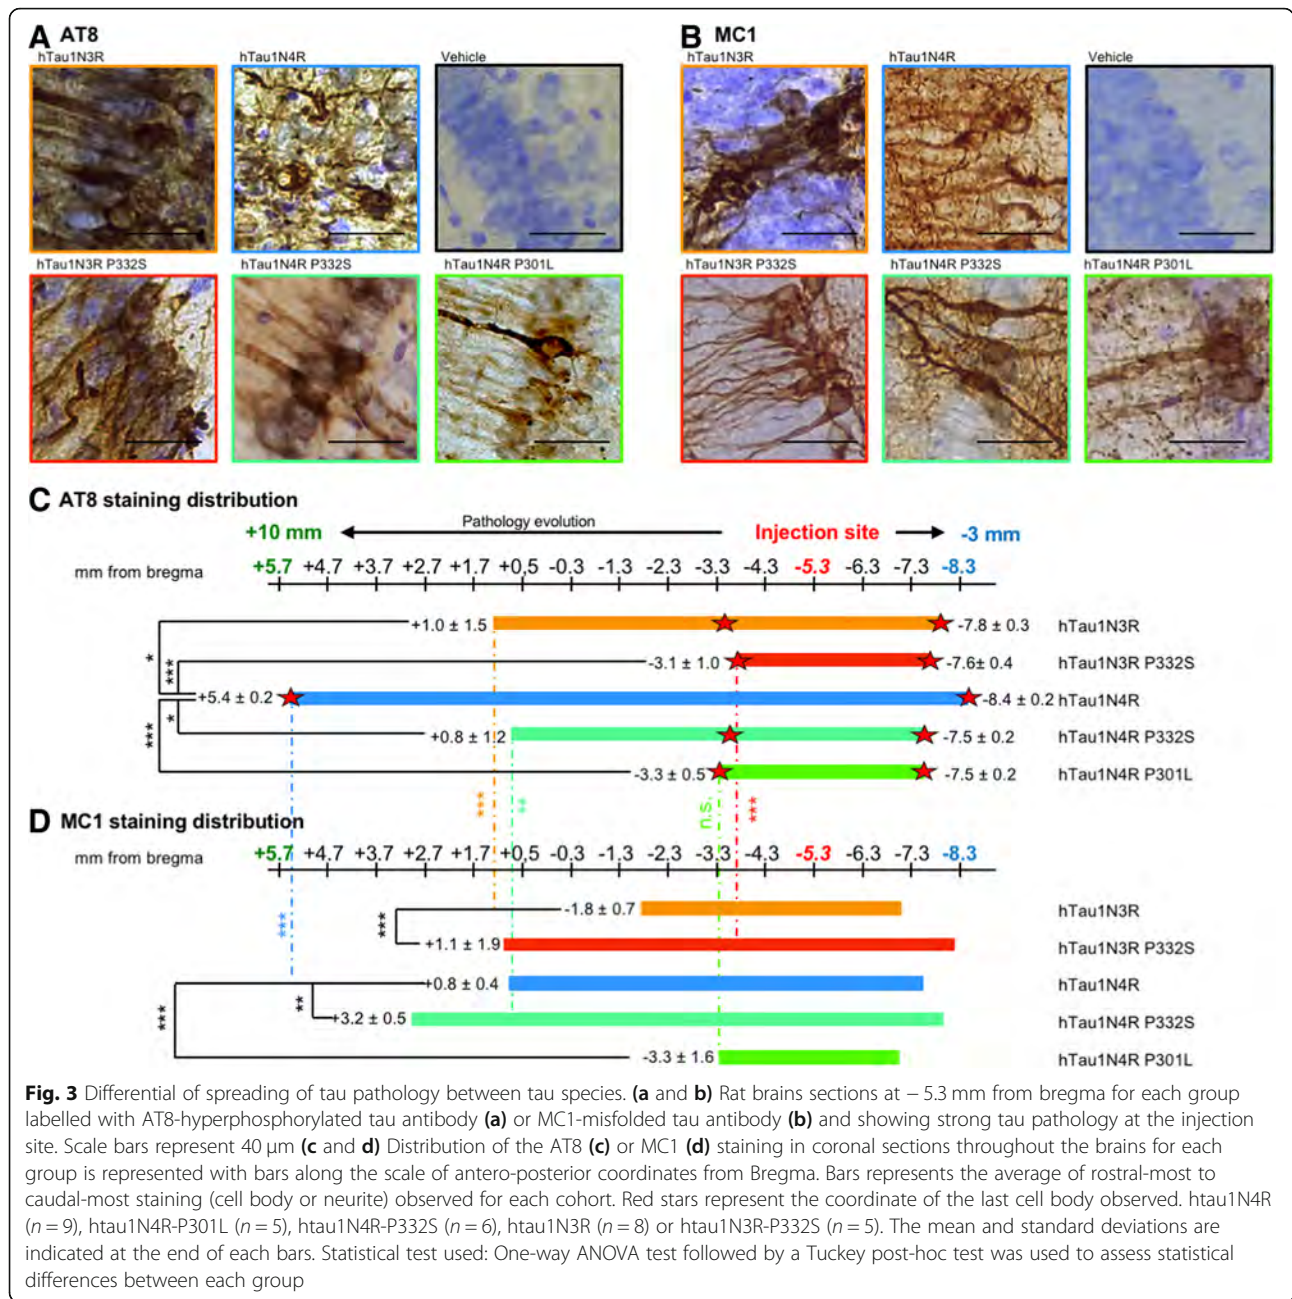 A AT8
hTau1N3R
hTau1N4R
Vehicle
hTau1N3R P332S
hTau1N4R P332S
hTau1N4R P301L
B MC1
hTau1N3R
hTau1N4R
Vehicle
hTau1N3R P332S
hTau1N4R P332S
hTau1N4R P301L
C AT8 staining distribution
+10 mm
Pathology evolution
Injection site
-3 mm
mm from bregma
+5.7 +4.7 +3.7 +2.7 +1.7 +0,5 -0.3 -1.3 -2.3 -3.3 -4.3 -5.3 -6.3 -7.3 -8.3
+1.0 ± 1.5 -7.8 ± 0.3 hTau1N3R
* ***
-3.1 ± 1.0 -7.6± 0.4 hTau1N3R P332S
+5.4 ± 0.2 -8.4 ± 0.2 hTau1N4R
*** *
+0.8 ± 1.2 -7.5 ± 0.2 hTau1N4R P332S
-3.3 ± 0.5 -7.5 ± 0.2 hTau1N4R P301L
*** ** n.s. ***
D MC1 staining distribution
mm from bregma
+5.7 +4.7 +3.7 +2.7 +1.7 +0,5 -0.3 -1.3 -2.3 -3.3 -4.3 -5.3 -6.3 -7.3 -8.3
-1.8 ± 0.7 hTau1N3R
*** ***
+1.1 ± 1.9 hTau1N3R P332S
+0.8 ± 0.4 hTau1N4R
*** **
+3.2 ± 0.5 hTau1N4R P332S
-3.3 ± 1.6 hTau1N4R P301L
Fig. 3 Differential of spreading of tau pathology between tau species. (a and b) Rat brains sections at − 5.3 mm from bregma for each group
labelled with AT8-hyperphosphorylated tau antibody (a) or MC1-misfolded tau antibody (b) and showing strong tau pathology at the injection
site. Scale bars represent 40 μm (c and d) Distribution of the AT8 (c) or MC1 (d) staining in coronal sections throughout the brains for each
group is represented with bars along the scale of antero-posterior coordinates from Bregma. Bars represents the average of rostral-most to
caudal-most staining (cell body or neurite) observed for each cohort. Red stars represent the coordinate of the last cell body observed. htau1N4R
(n = 9), htau1N4R-P301L (n = 5), htau1N4R-P332S (n = 6), htau1N3R (n = 8) or htau1N3R-P332S (n = 5). The mean and standard deviations are
indicated at the end of each bars. Statistical test used: One-way ANOVA test followed by a Tuckey post-hoc test was used to assess statistical
differences between each group